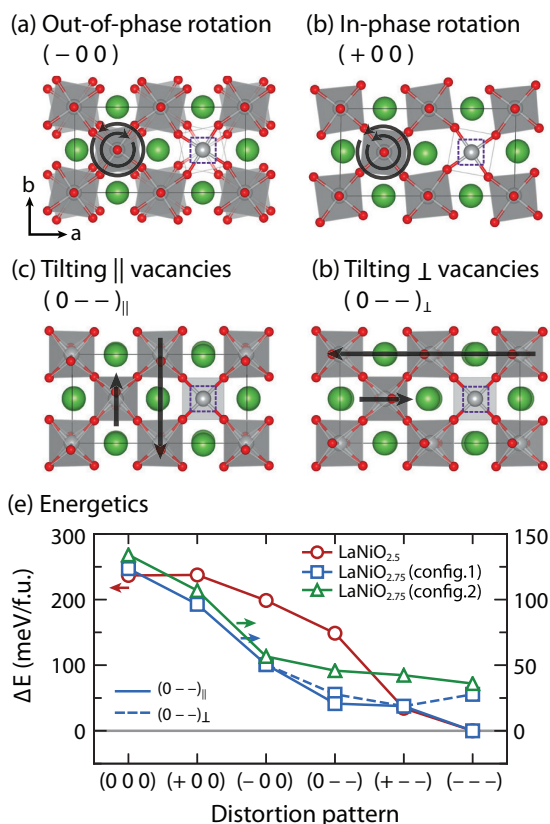 (a) Out-of-phase rotation
( − 0 0 )
(b) In-phase rotation
( + 0 0 )
b
a
(c) Tilting || vacancies
( 0 − − )||
(b) Tilting ⊥ vacancies
( 0 − − )⊥
(e) Energetics
ΔE (meV/f.u.)
300
200
100
0
150
100
50
0
LaNiO2.5
LaNiO2.75 (config.1)
LaNiO2.75 (config.2)
(0 − −)||
(0 − −)⊥
(0 0 0) (+ 0 0) (− 0 0) (0 − −) (+ − −) (− − −)
Distortion pattern